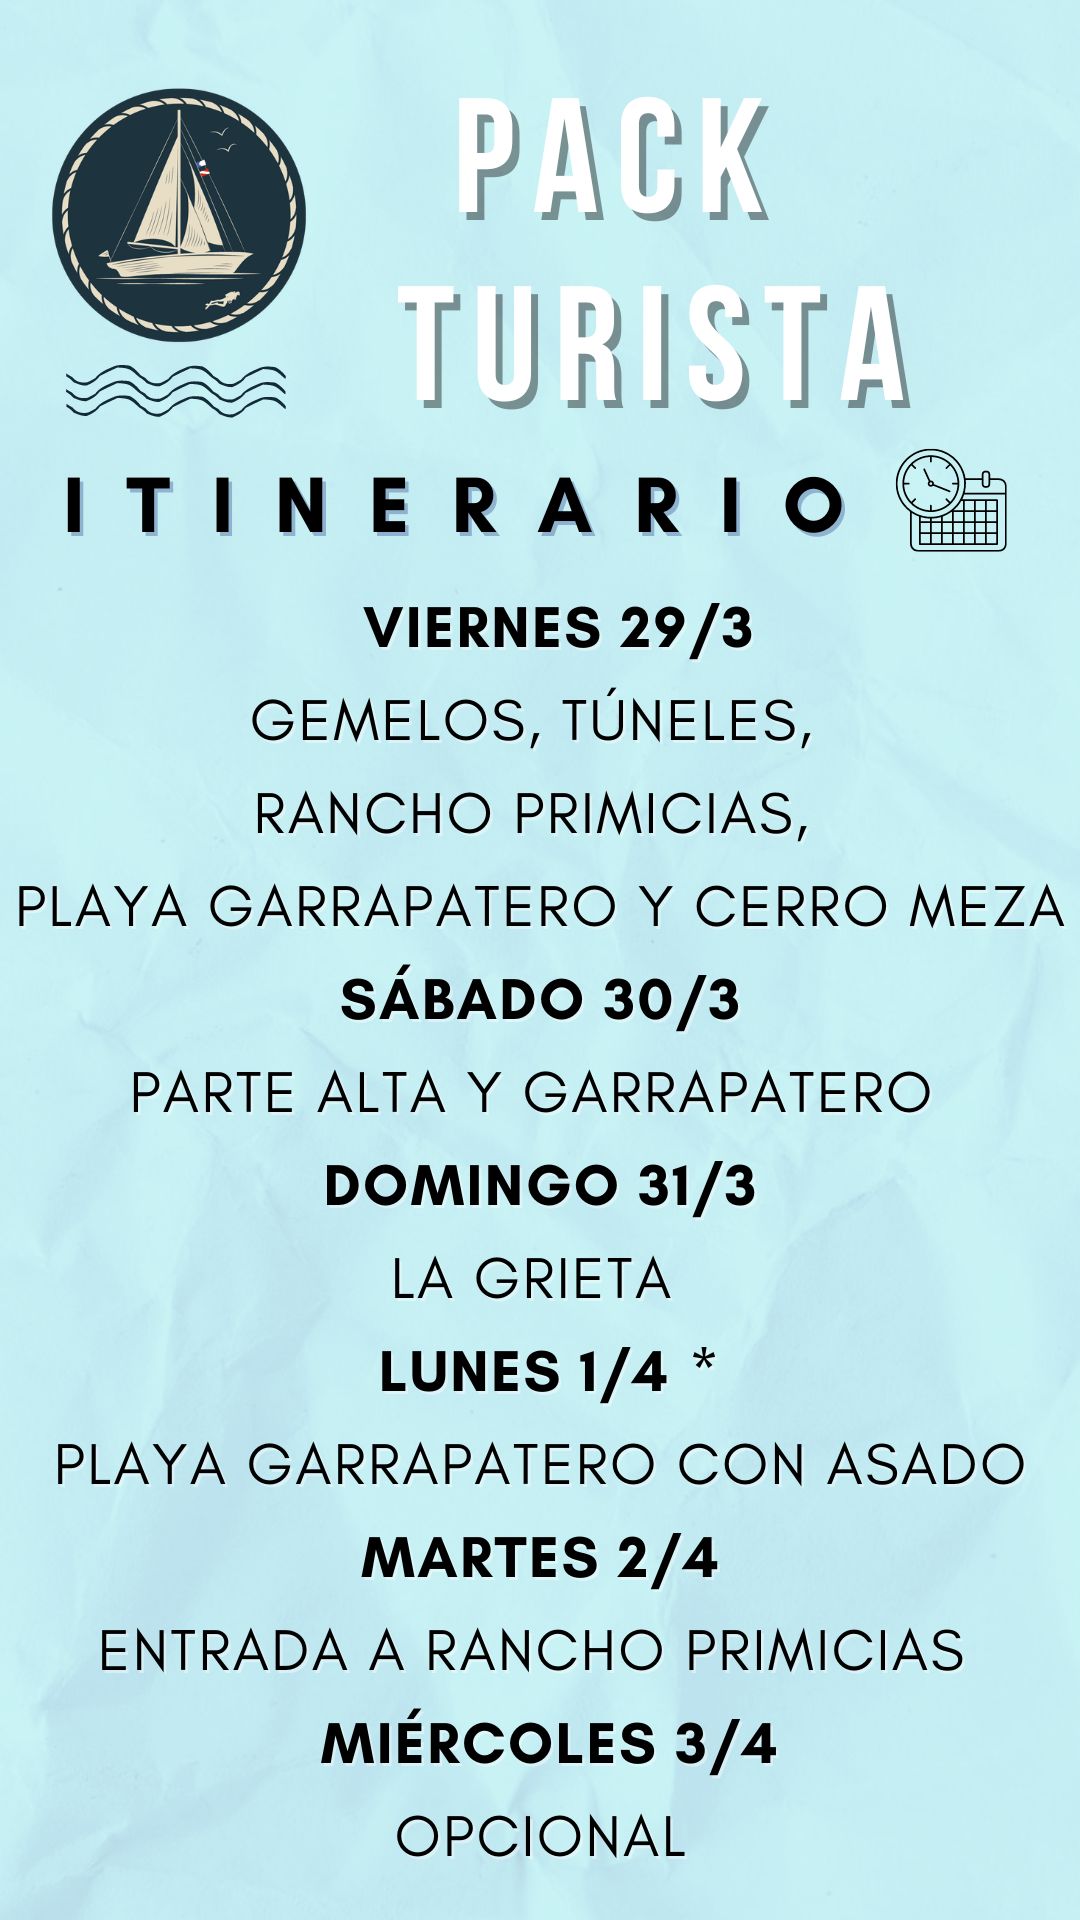 PACK
TURISTA
ITINERARIO
VIERNES 29/3
GEMELOS, TÚNELES,
RANCHO PRIMICIAS,
PLAYA GARRAPATERO Y CERRO MEZA
SÁBADO 30/3
PARTE ALTA Y GARRAPATERO
DOMINGO 31/3
LA GRIETA
LUNES 1/4 *
PLAYA GARRAPATERO CON ASADO
MARTES 2/4
ENTRADA A RANCHO PRIMICIAS
MIÉRCOLES 3/4
OPCIONAL